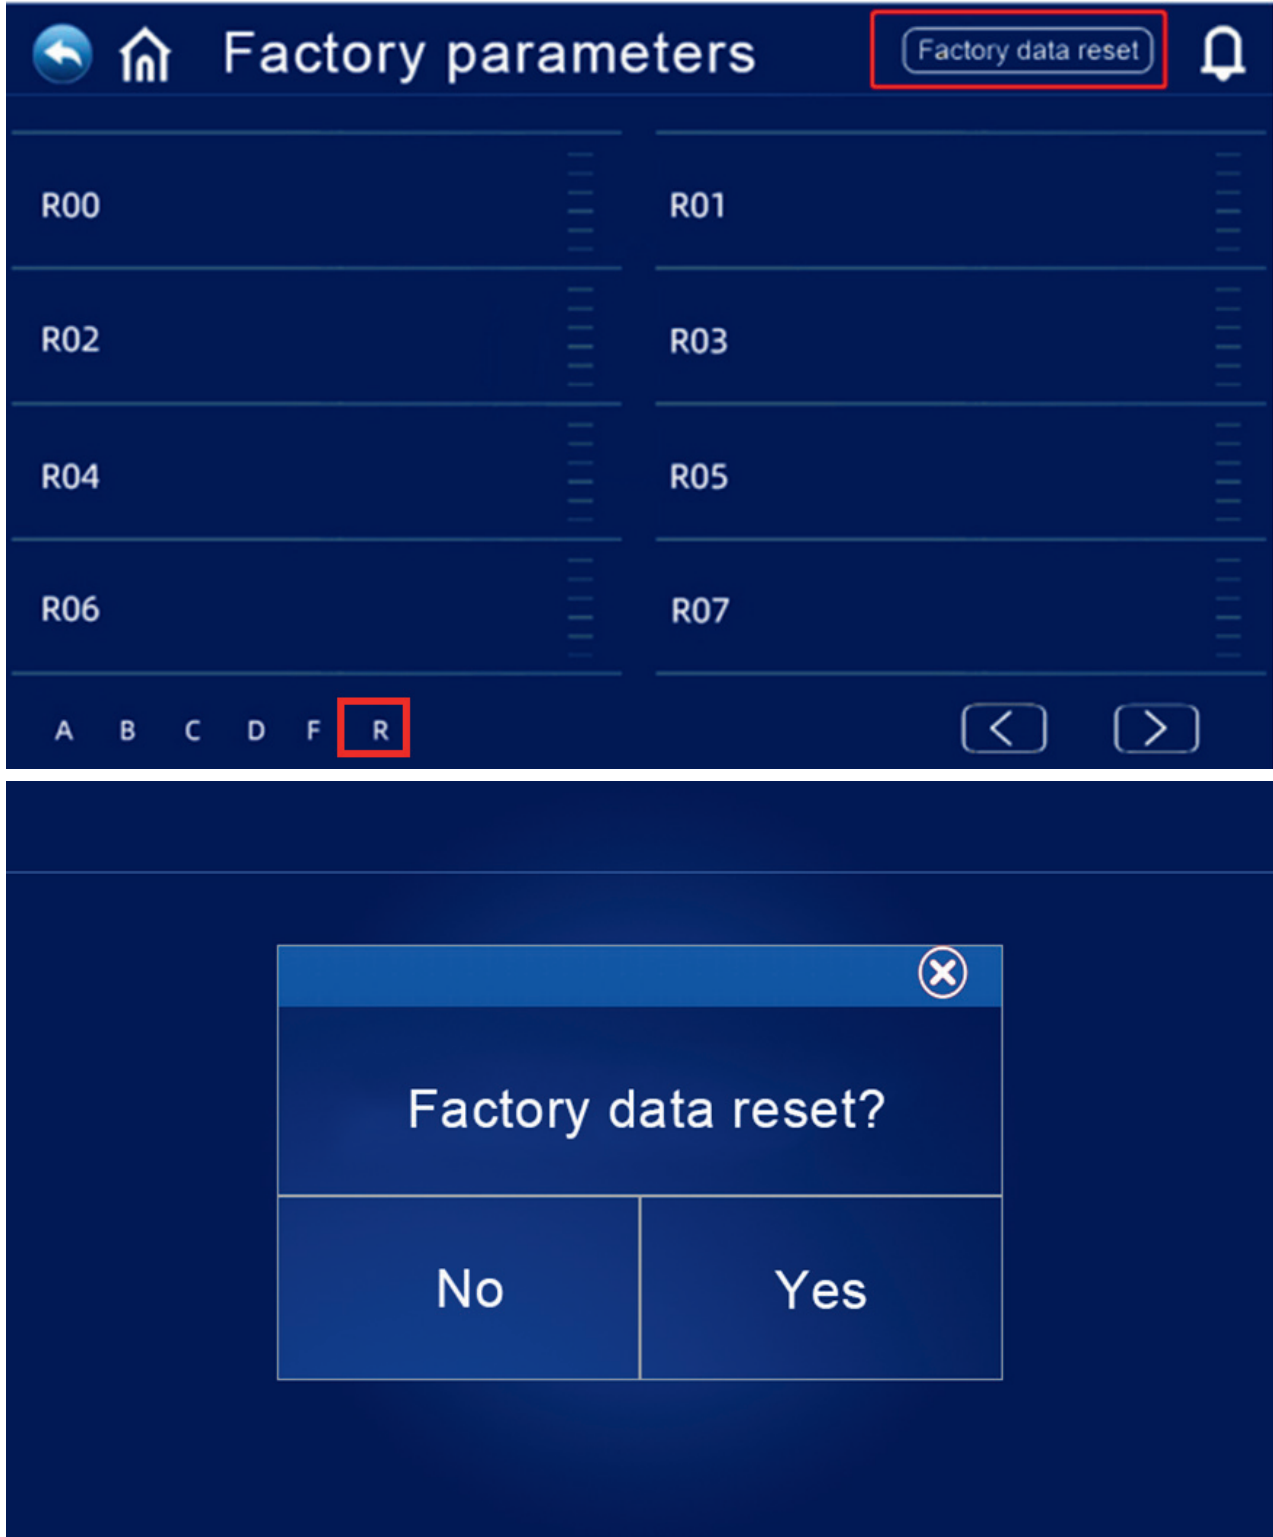 Factory parameters Factory data reset
R00 R01
R02 R03
R04 R05
R06 R07
A B C D F R
Factory data reset?
No Yes